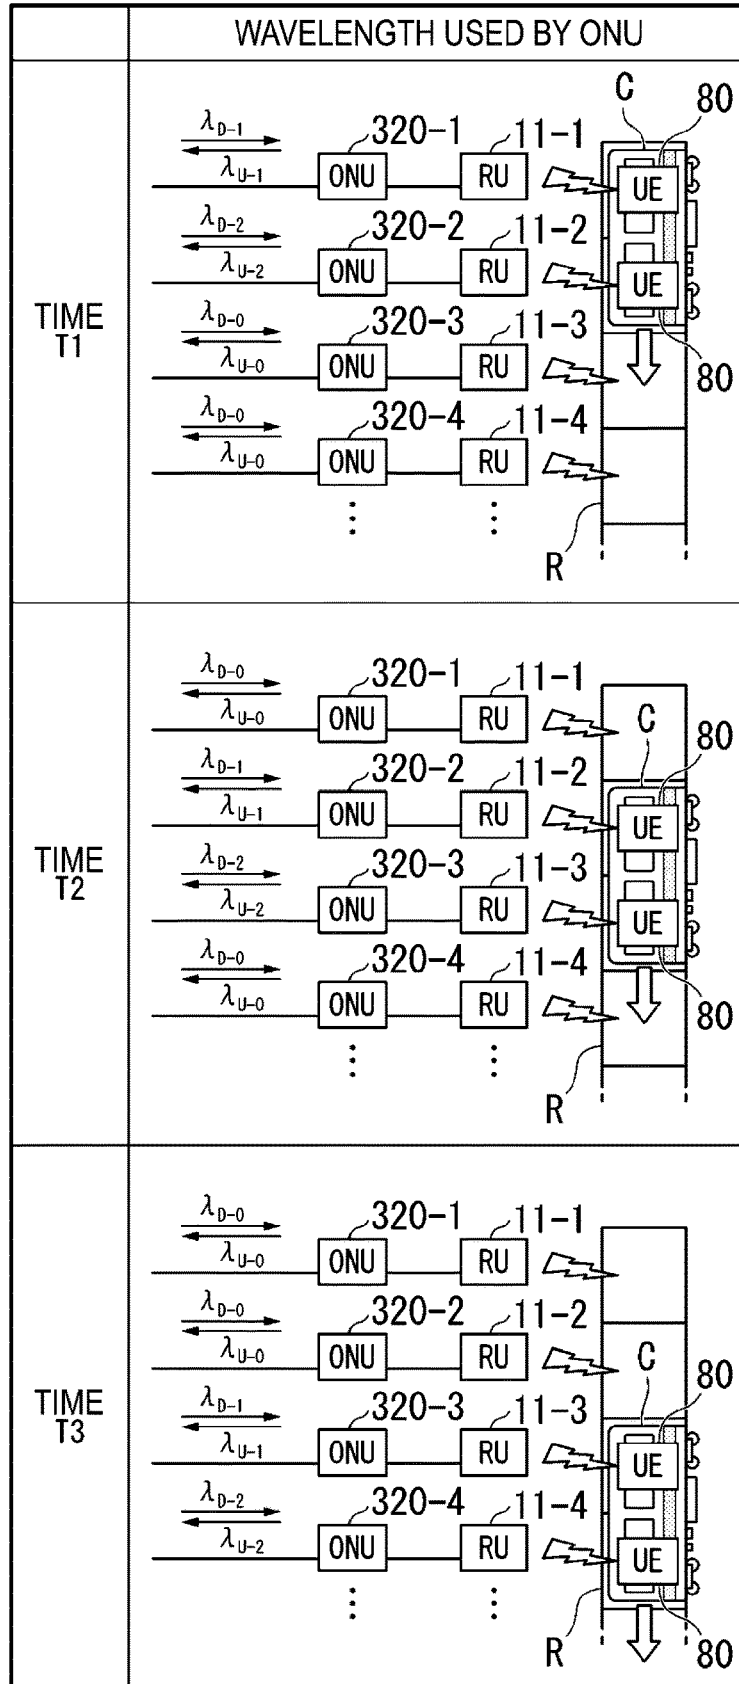 WAVELENGTH USED BY ONU
TIME T1
C 80
λD-1 320-1 11-1
λU-1 ONU RU UE
λD-2 320-2 11-2
λU-2 ONU RU UE
λD-0 320-3 11-3
λU-0 ONU RU 80
λD-0 320-4 11-4
λU-0 ONU RU
⋮ ⋮
R
TIME T2
λD-0 320-1 11-1
λU-0 ONU RU C 80
λD-1 320-2 11-2
λU-1 ONU RU UE
λD-2 320-3 11-3
λU-2 ONU RU UE
λD-0 320-4 11-4
λU-0 ONU RU 80
⋮ ⋮
R
TIME T3
λD-0 320-1 11-1
λU-0 ONU RU
λD-0 320-2 11-2
λU-0 ONU RU C 80
λD-1 320-3 11-3
λU-1 ONU RU UE
λD-2 320-4 11-4
λU-2 ONU RU UE
⋮ ⋮
R 80